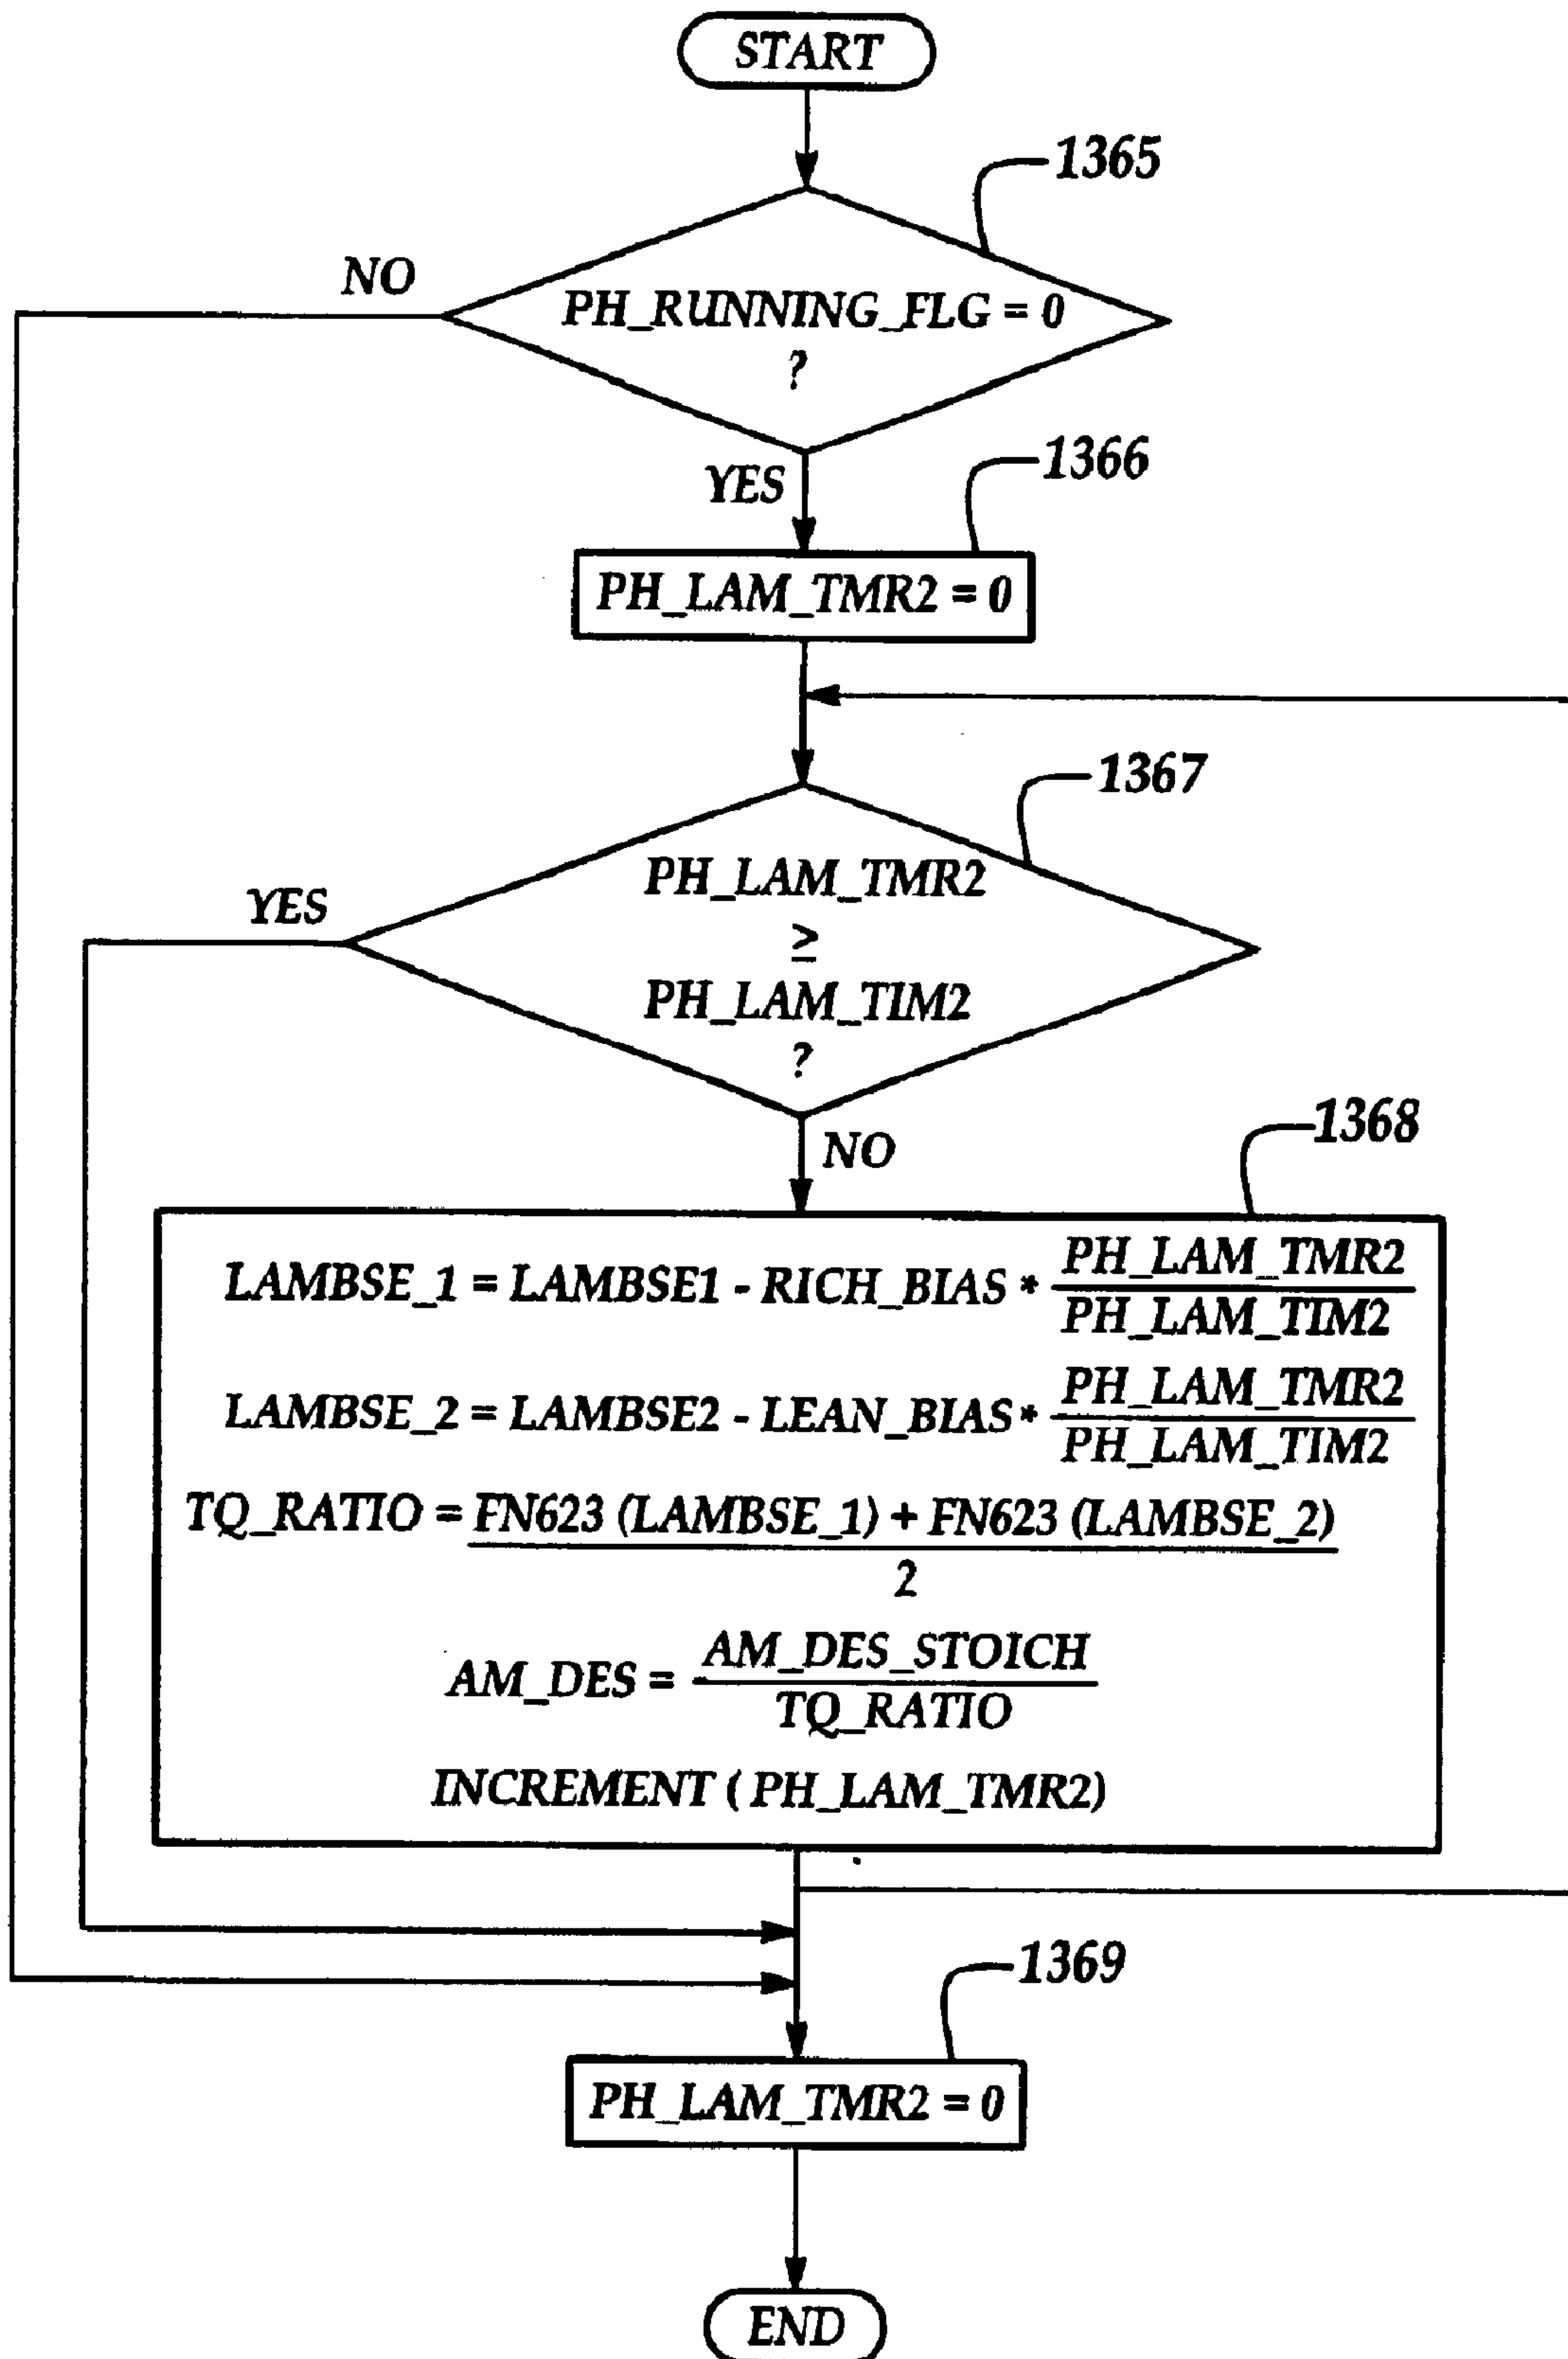 START
1365
NO
PH_RUNNING_FLG = 0
?
1366
YES
PH_LAM_TMR2 = 0
1367
YES
PH_LAM_TMR2
≥
PH_LAM_TIM2
?
1368
NO
LAMBSE_1 = LAMBSE1 - RICH_BIAS * PH_LAM_TMR2
PH_LAM_TIM2
LAMBSE_2 = LAMBSE2 - LEAN_BIAS * PH_LAM_TMR2
PH_LAM_TIM2
TQ_RATIO = FN623 (LAMBSE_1) + FN623 (LAMBSE_2)
2
AM_DES = AM_DES_STOICH
TQ_RATIO
INCREMENT ( PH_LAM_TMR2)
1369
PH_LAM_TMR2 = 0
END